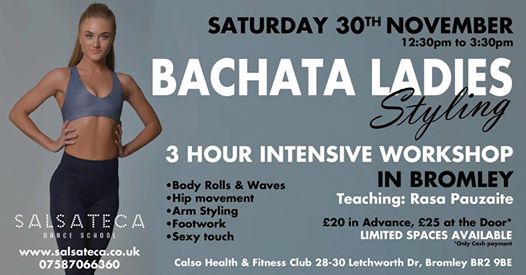 SATURDAY 30TH NOVEMBER
12:30pm to 3:30pm
BACHATA LADIES
Styling
3 HOUR INTENSIVE WORKSHOP
IN BROMLEY
Teaching: Rasa Pauzaite
•Body Rolls & Waves
•Hip movement
•Arm Styling
•Footwork
•Sexy touch
£20 in Advance, £25 at the Door*
LIMITED SPACES AVAILABLE
*Only Cash payment
SALSATECA
DANCE SCHOOL
www.salsateca.co.uk
07587066360
Calso Health & Fitness Club 28-30 Letchworth Dr, Bromley BR2 9BE